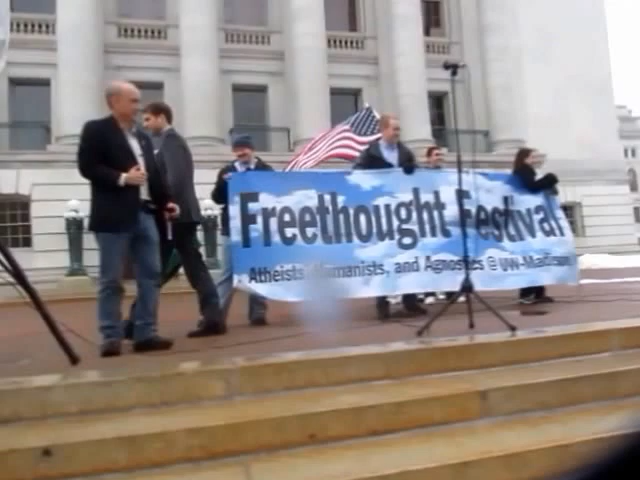 Freethought Festival
Atheists, Humanists, and Agnostics @ UW-Madison